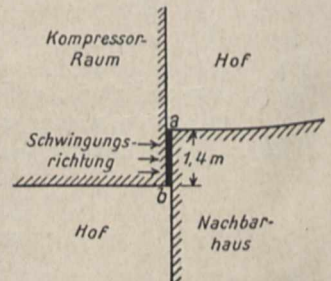 Kompressor-
Raum
Hof
a
Schwingungs-
richtung
1,4 m
b
Hof
Nachbar-
haus